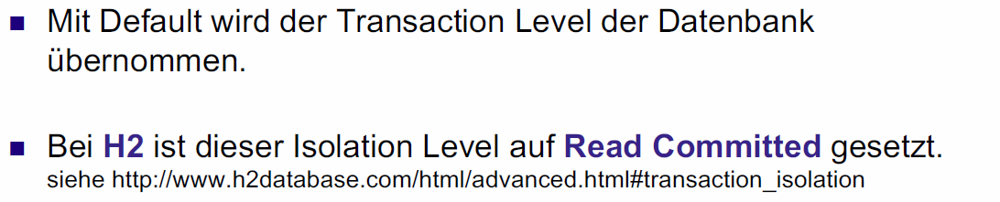 Mit Default wird der Transaction Level der Datenbank
übernommen.
Bei H2 ist dieser Isolation Level auf Read Committed gesetzt.
siehe http://www.h2database.com/html/advanced.html#transaction_isolation